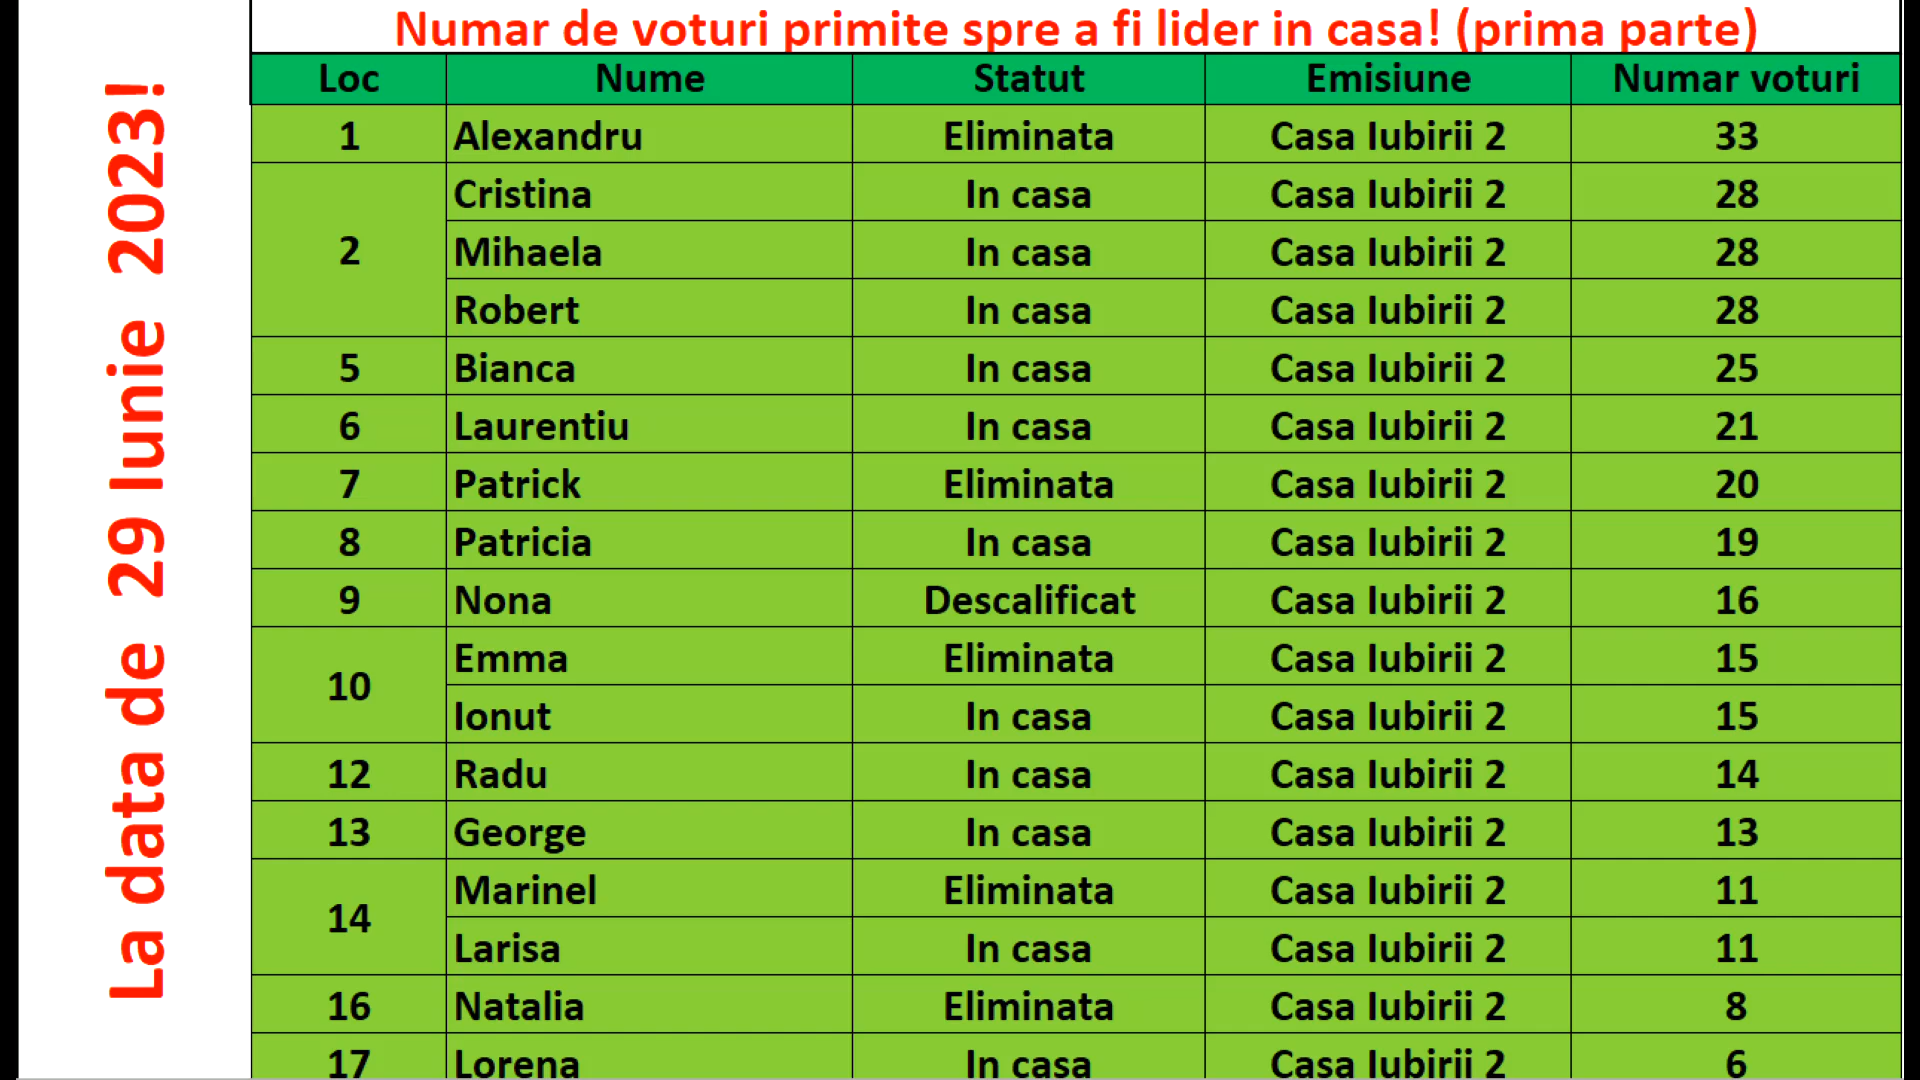 Numar de voturi primite spre a fi lider in casa! (prima parte)
La data de 29 Iunie 2023!
Loc Nume Statut Emisiune Numar voturi
1 Alexandru Eliminata Casa Iubirii 2 33
2 Cristina In casa Casa Iubirii 2 28
Mihaela In casa Casa Iubirii 2 28
Robert In casa Casa Iubirii 2 28
5 Bianca In casa Casa Iubirii 2 25
6 Laurentiu In casa Casa Iubirii 2 21
7 Patrick Eliminata Casa Iubirii 2 20
8 Patricia In casa Casa Iubirii 2 19
9 Nona Descalificat Casa Iubirii 2 16
10 Emma Eliminata Casa Iubirii 2 15
Ionut In casa Casa Iubirii 2 15
12 Radu In casa Casa Iubirii 2 14
13 George In casa Casa Iubirii 2 13
14 Marinel Eliminata Casa Iubirii 2 11
Larisa In casa Casa Iubirii 2 11
16 Natalia Eliminata Casa Iubirii 2 8
17 Lorena In casa Casa Iubirii 2 6